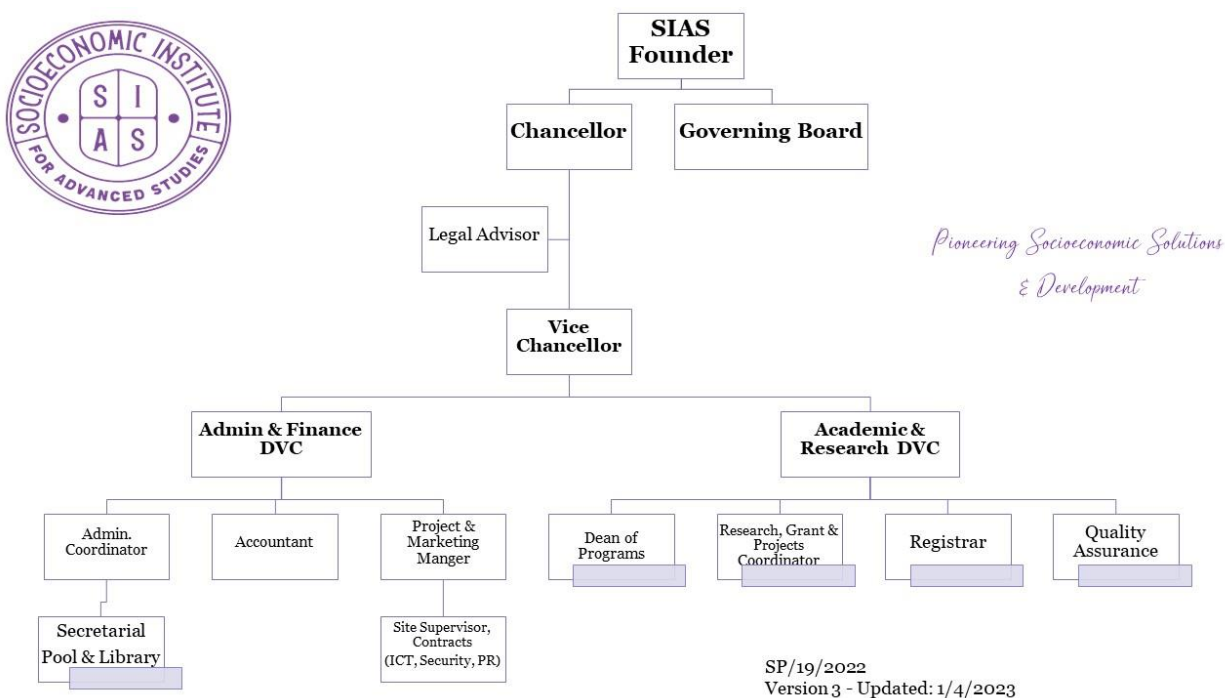 SOCIOECONOMIC INSTITUTE
FOR ADVANCED STUDIES
S I
A S
SIAS
Founder
Chancellor
Governing Board
Legal Advisor
Pioneering Socioeconomic Solutions
& Development
Vice
Chancellor
Admin & Finance
DVC
Academic &
Research DVC
Admin.
Coordinator
Accountant
Project &
Marketing
Manger
Dean of
Programs
Research, Grant &
Projects
Coordinator
Registrar
Quality
Assurance
Secretarial
Pool & Library
Site Supervisor,
Contracts
(ICT, Security, PR)
SP/19/2022
Version 3 - Updated: 1/4/2023